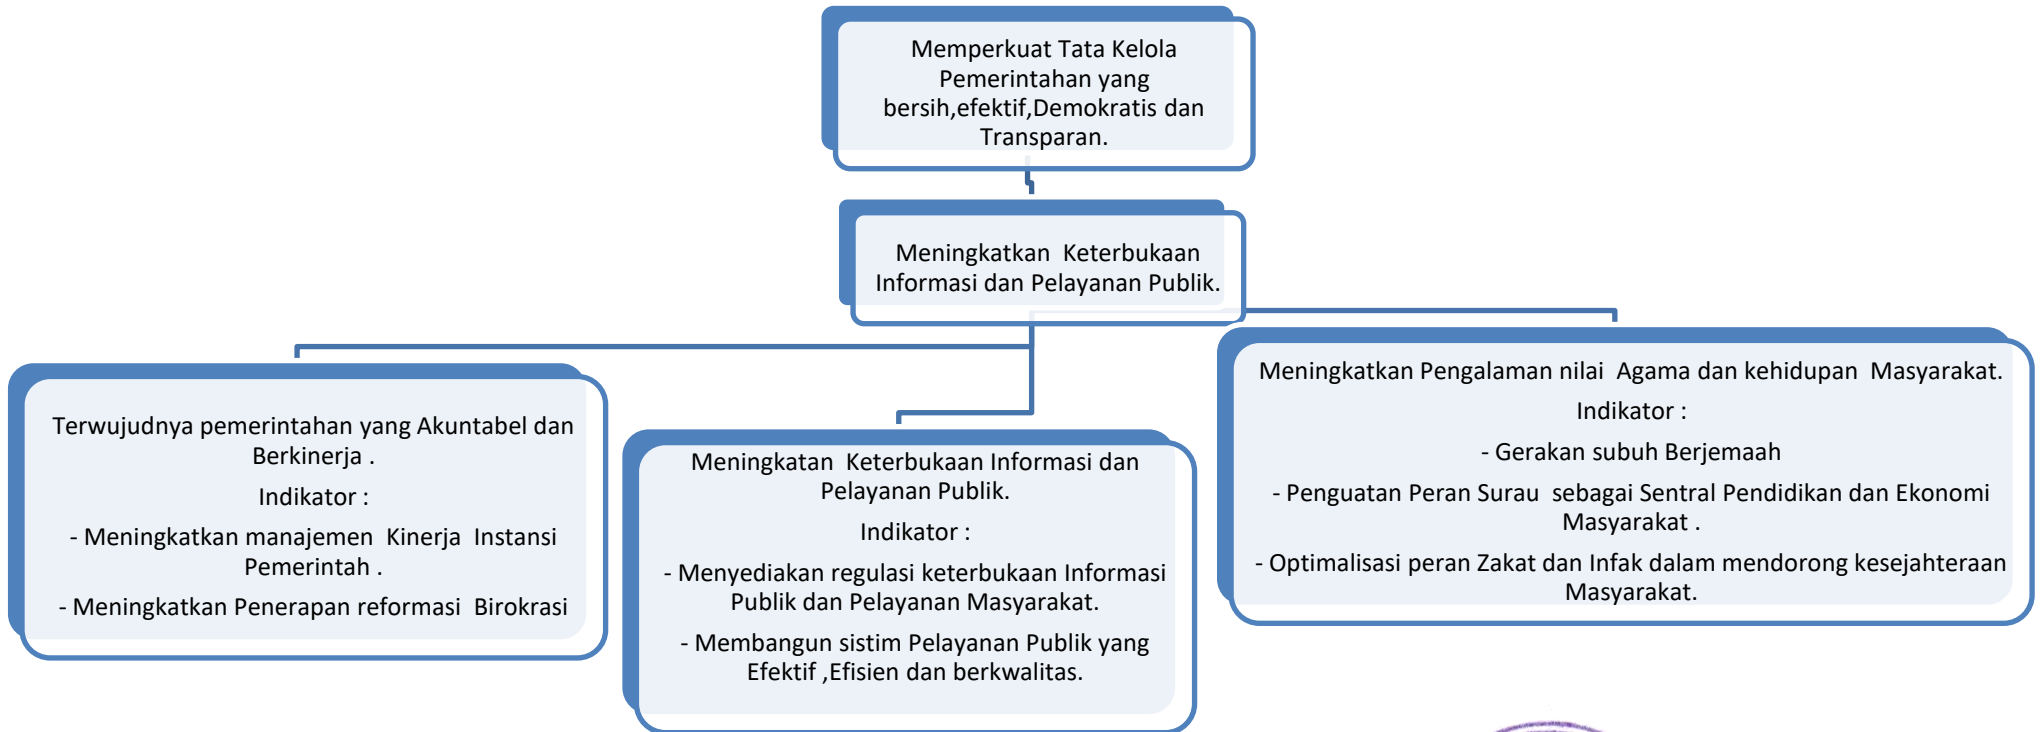 Memperkuat Tata Kelola
Pemerintahan yang
bersih,efektif,Demokratis dan
Transparan.
Meningkatkan Keterbukaan
Informasi dan Pelayanan Publik.
Terwujudnya pemerintahan yang Akuntabel dan
Berkinerja .
Indikator :
- Meningkatkan manajemen Kinerja Instansi
Pemerintah .
- Meningkatkan Penerapan reformasi Birokrasi
Meningkatan Keterbukaan Informasi dan
Pelayanan Publik.
Indikator :
- Menyediakan regulasi keterbukaan Informasi
Publik dan Pelayanan Masyarakat.
- Membangun sistim Pelayanan Publik yang
Efektif ,Efisien dan berkwalitas.
Meningkatkan Pengalaman nilai Agama dan kehidupan Masyarakat.
Indikator :
- Gerakan subuh Berjemaah
- Penguatan Peran Surau sebagai Sentral Pendidikan dan Ekonomi
Masyarakat .
- Optimalisasi peran Zakat dan Infak dalam mendorong kesejahteraan
Masyarakat.